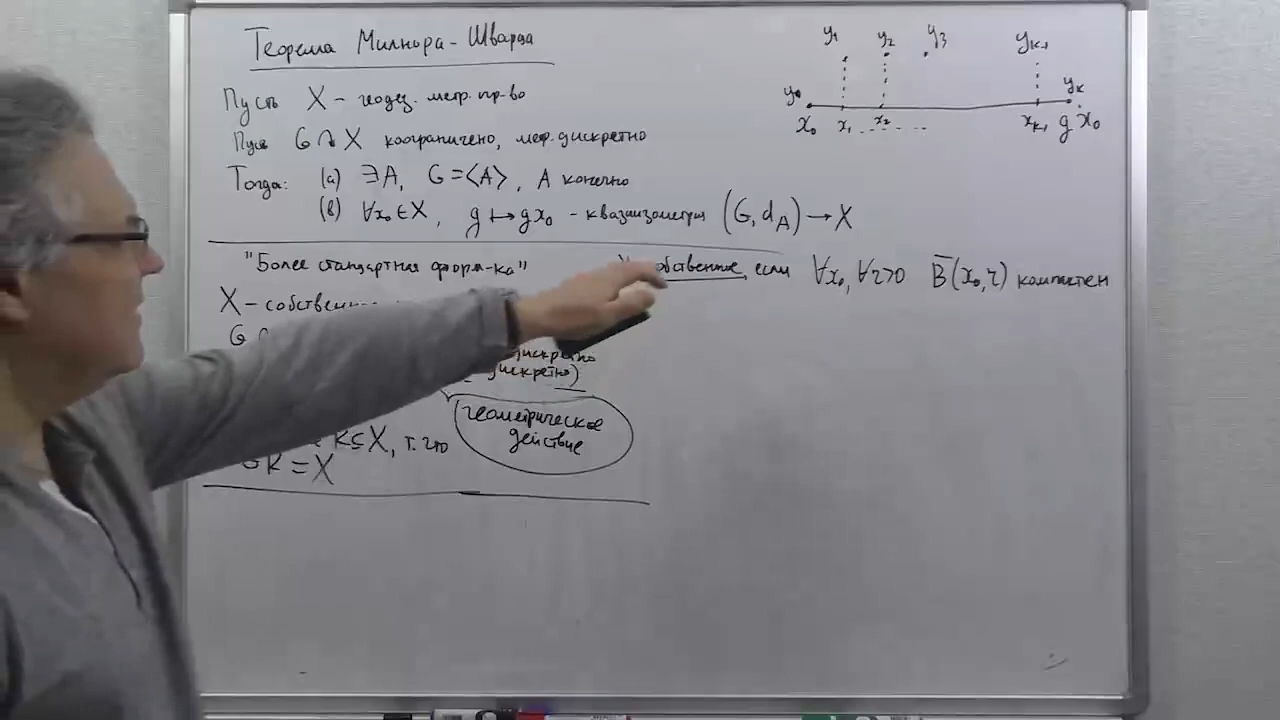 Теорема Милнора-Шварца
Пусть X - геодез. метр. пр-во
Пусть G ↷ X коограничено, метр. дискретно
Тогда: (a) ∃A, G = ⟨A⟩, A конечно
(b) ∀x₀ ∈ X, g ↦ gx₀ - квазиизометрия (G, d_A) → X
y₁ y₂ y₃ y_{k-1}
y₀ y_k
x₀ x₁ x₂ x_{k-1} g x₀
"Более стандартная форм-ка"
собственное, если ∀x₀, ∀r>0 B̄(x₀, r) компактен
X - собственн
G
дискретно
дискретно)
геометрическое
действие
K ⊆ X, т. что
GK = X